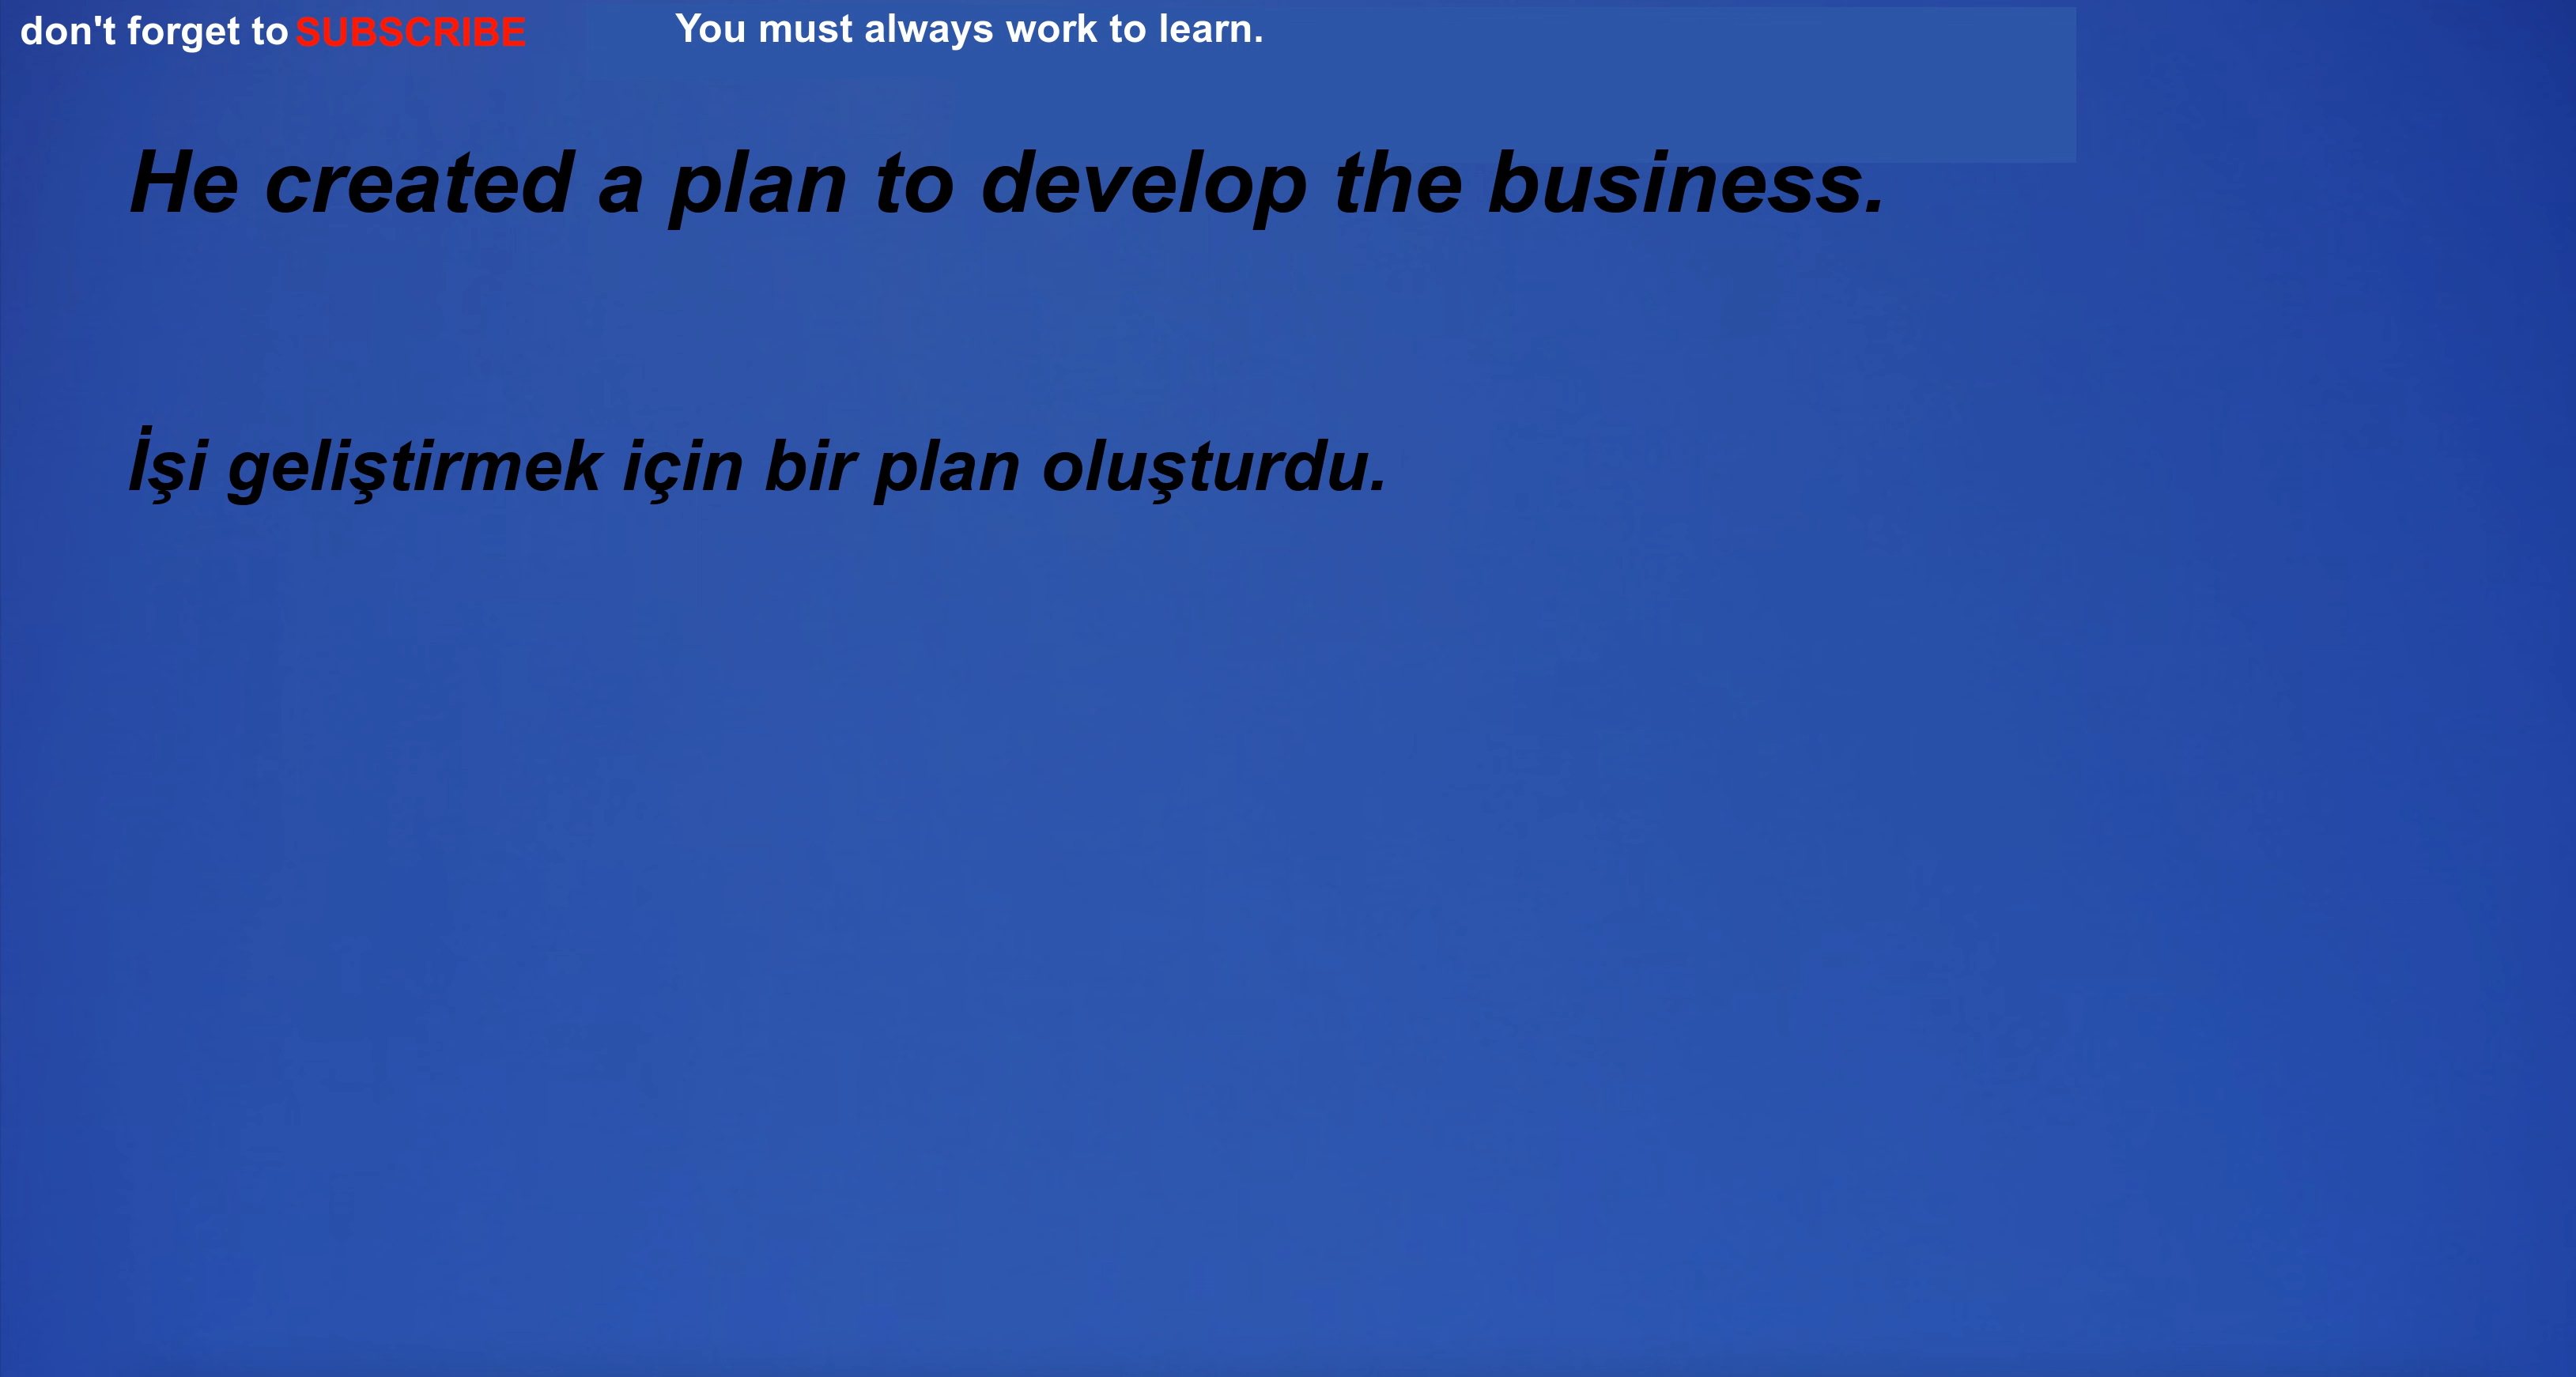 don't forget to SUBSCRIBE You must always work to learn.
He created a plan to develop the business.
İşi geliştirmek için bir plan oluşturdu.